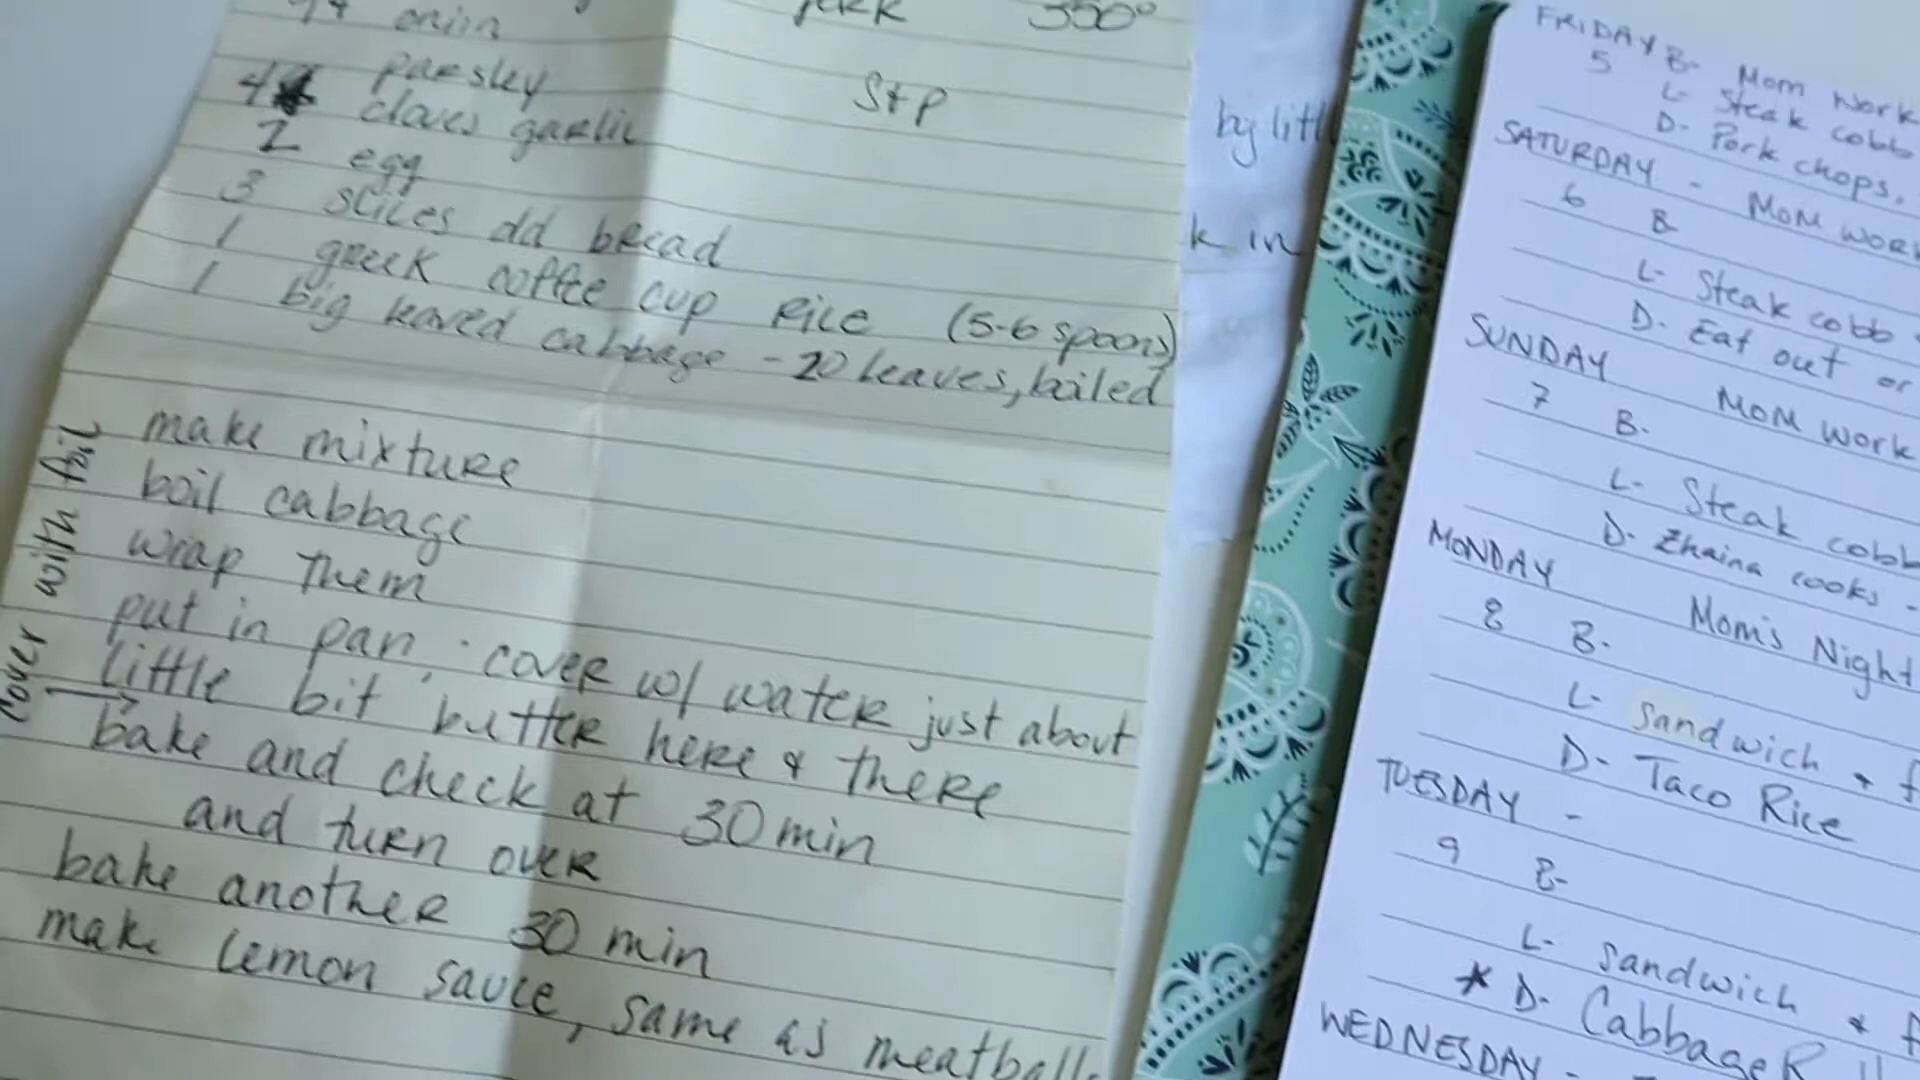 onion
parsley
4 cloves garlic
2 egg
3 slices old bread
1 greek coffee cup Rice (5-6 spoons)
1 big leaved cabbage - 20 leaves, boiled
350°
S+P
make mixture
boil cabbage
wrap them
put in pan. cover w/ water just about
little bit butter here & there
bake and check at 30 min
and turn over
bake another 30 min
make lemon sauce, same as meatball
Cover with foil
k in
FRIDAY B- Mom Work
5 L- Steak cobb
D- Pork chops.
SATURDAY - Mom Work
6 B
L- Steak cobb
D. Eat out or
SUNDAY Mom Work
7 B.
L- Steak cobb
D. Zhaina cooks -
MONDAY Mom's Night
8 B.
L- Sandwich + f
D- Taco Rice
TUESDAY -
9 B-
L- Sandwich + f
* D- Cabbage R
WEDNESDAY -